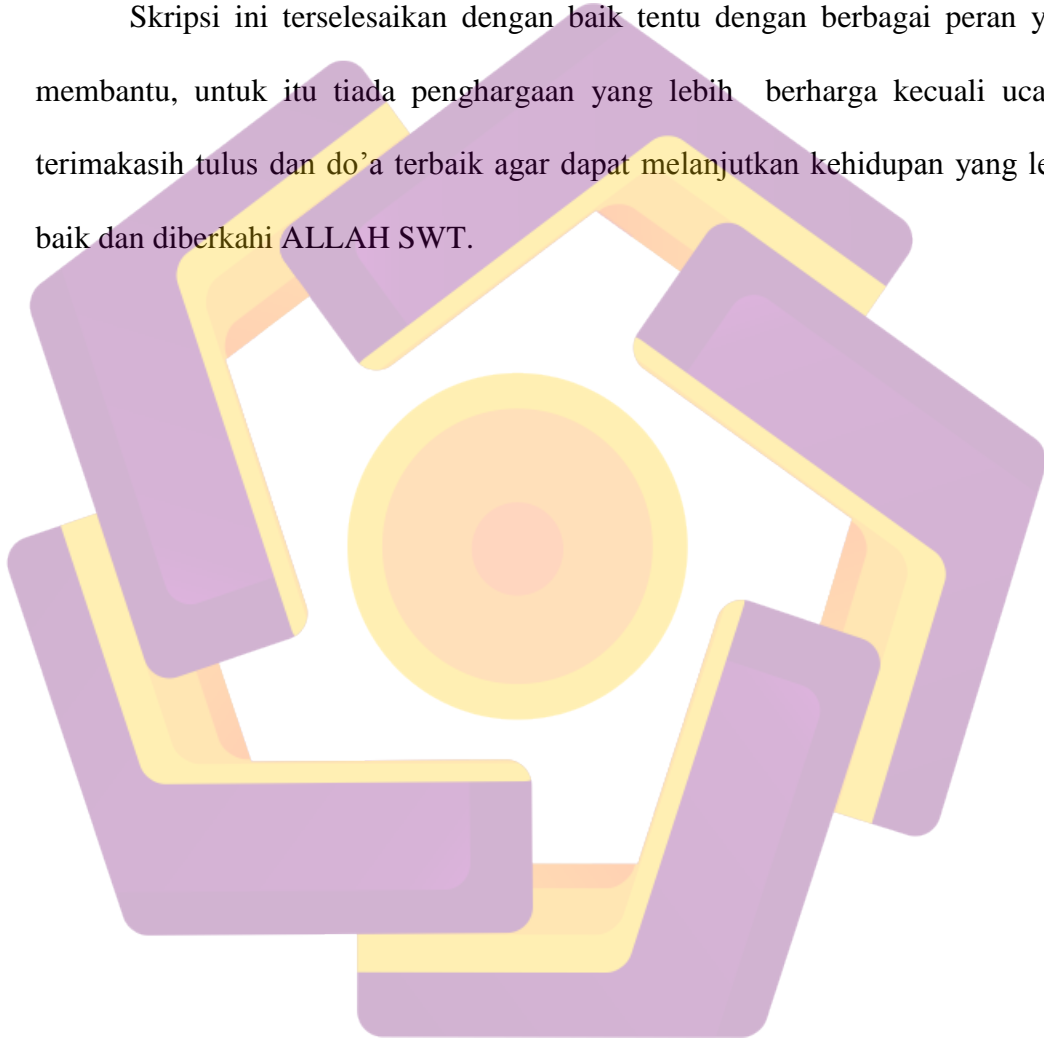 Skripsi ini terselesaikan dengan baik tentu dengan berbagai peran
membantu, untuk itu tiada penghargaan yang lebih berharga kecuali
terimakasih tulus dan do’a terbaik agar dapat melanjutkan kehidupan yang
baik dan diberkahi ALLAH SWT.